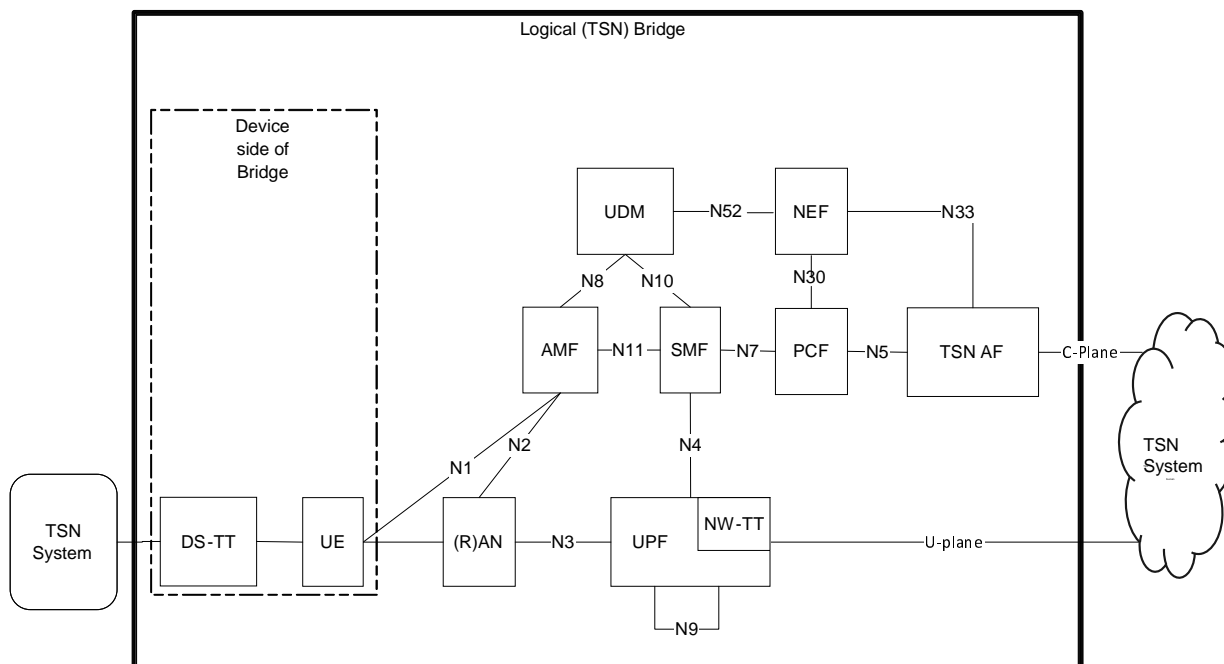 Logical (TSN) Bridge
Device
side of
Bridge
UDM
N52
NEF
N33
N8
N10
N30
AMF
N11
SMF
N7
PCF
N5
TSN AF
C-Plane
N1
N2
N4
TSN
System
TSN
System
DS-TT
UE
(R)AN
N3
UPF
NW-TT
U-plane
N9